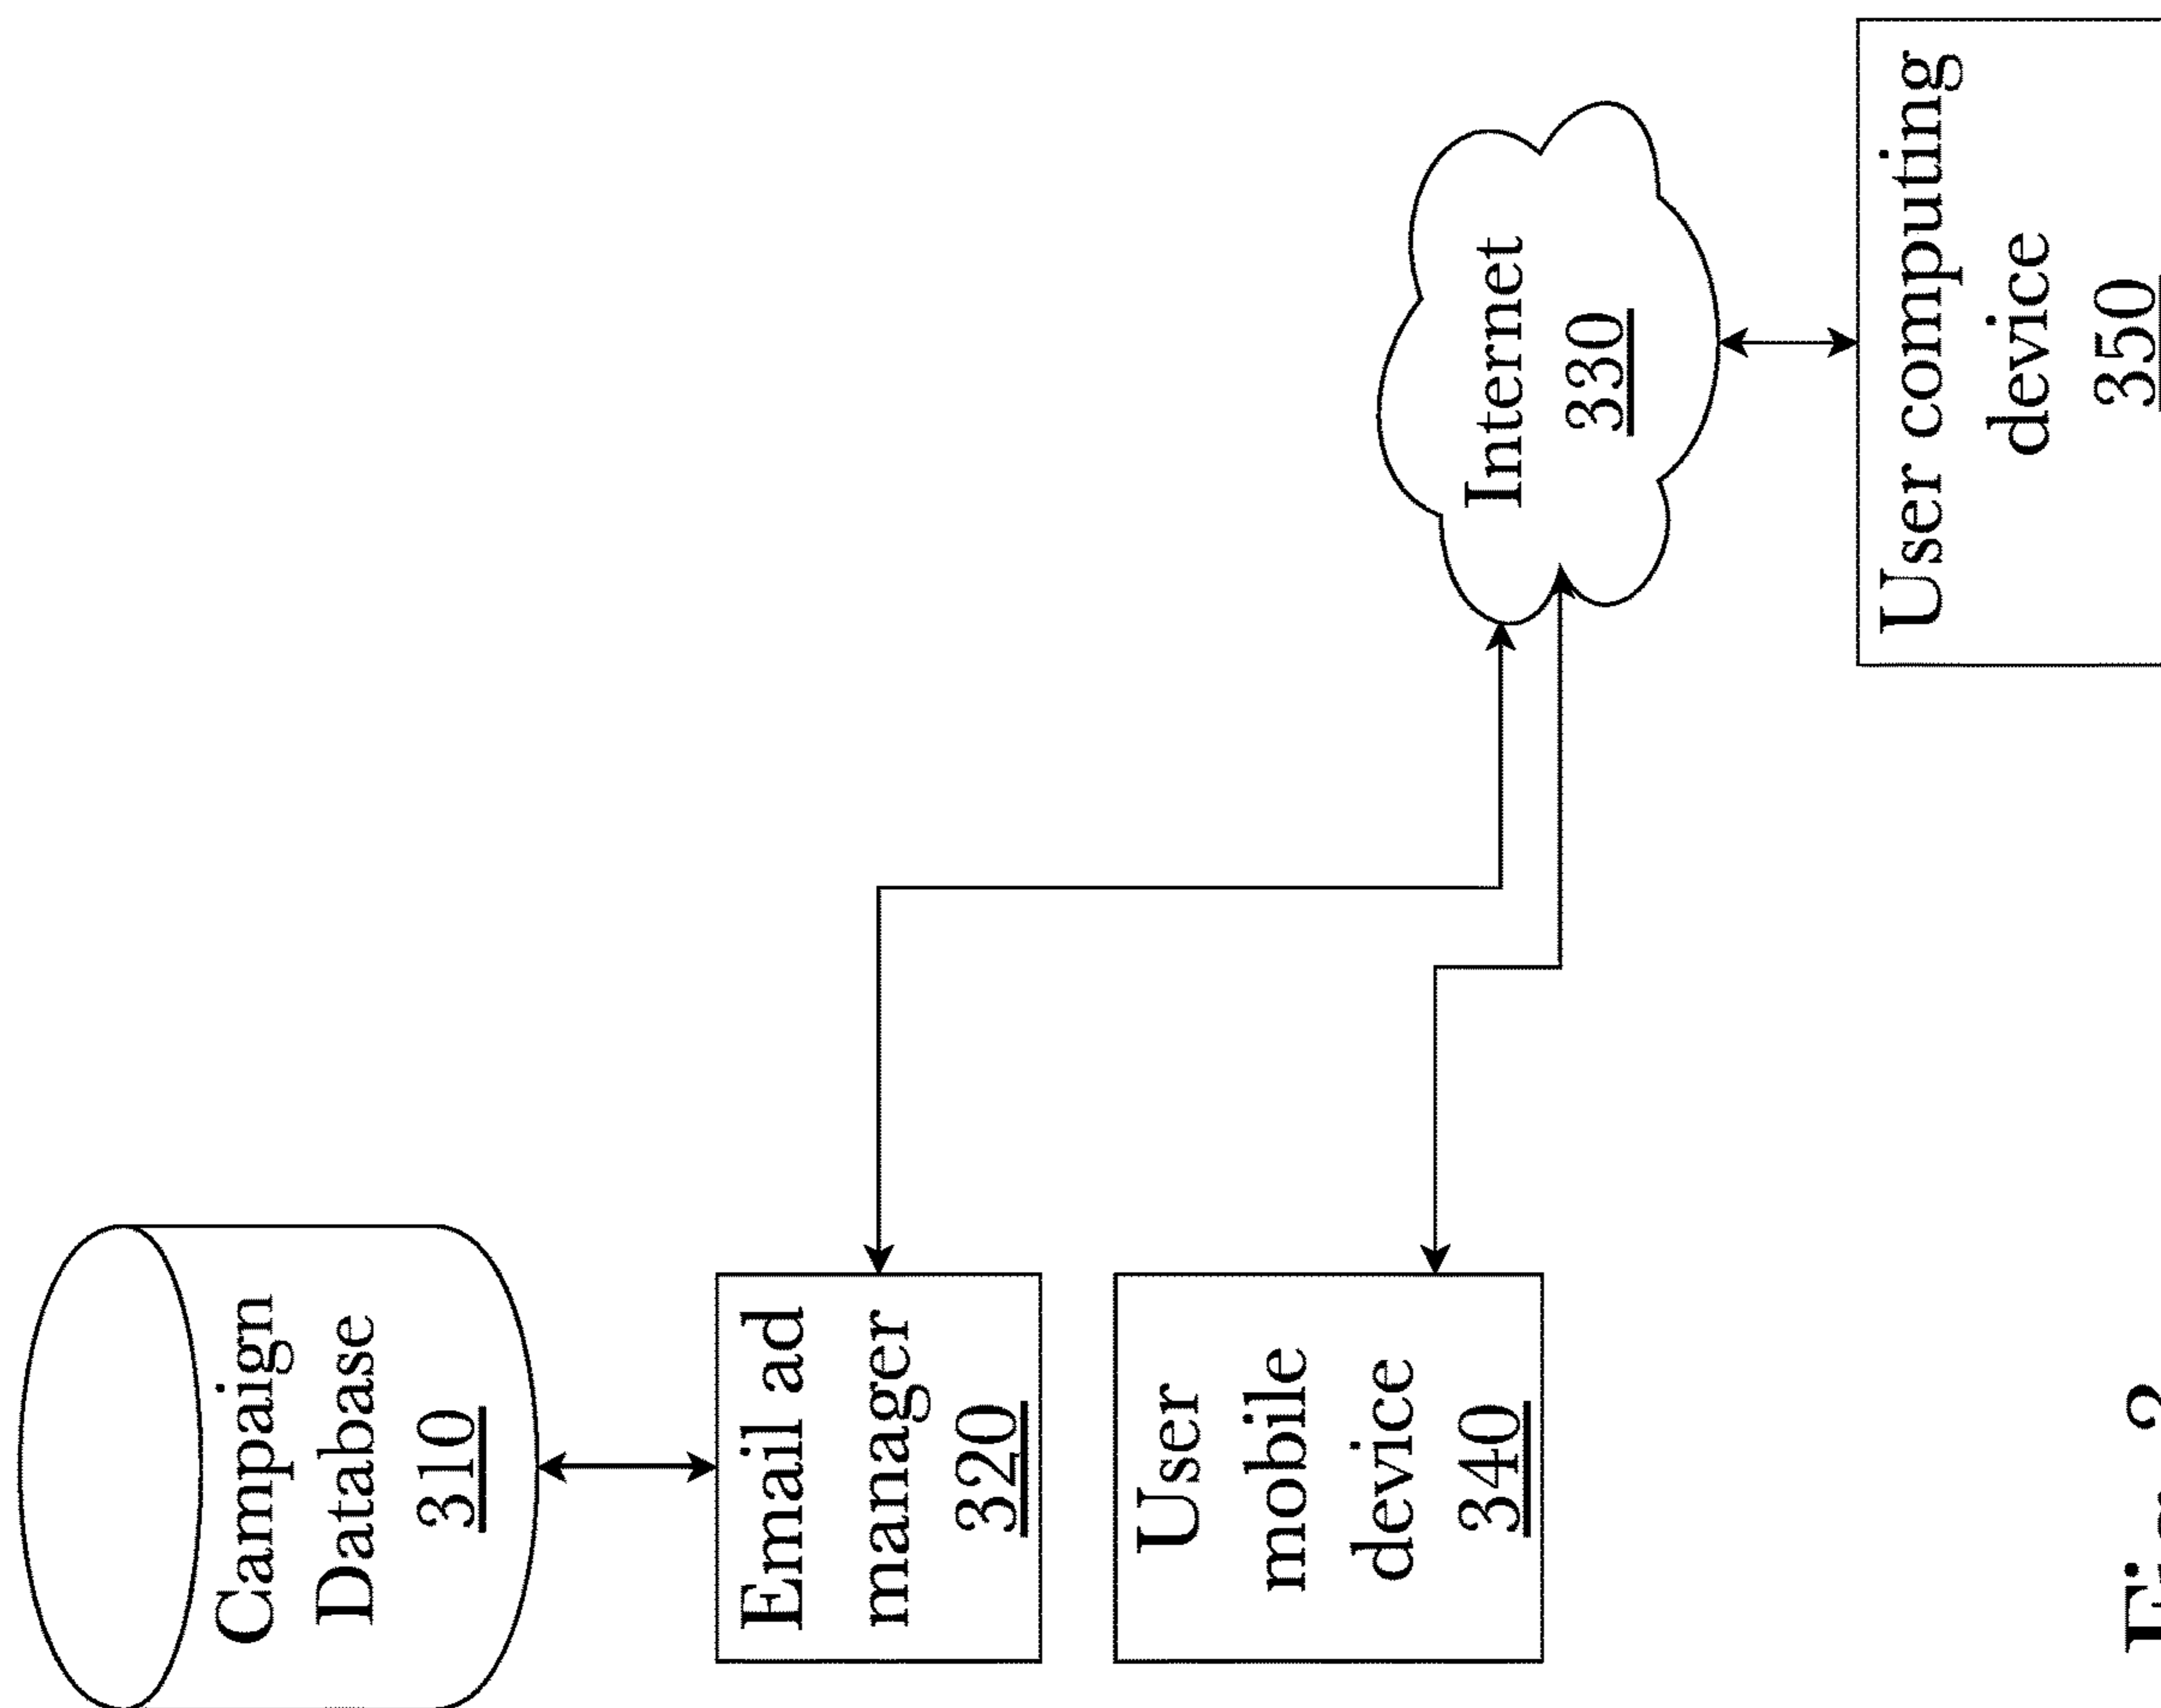 Campaign
Database
310
Email ad
manager
320
User
mobile
device
340
Internet
330
User computing
device
350